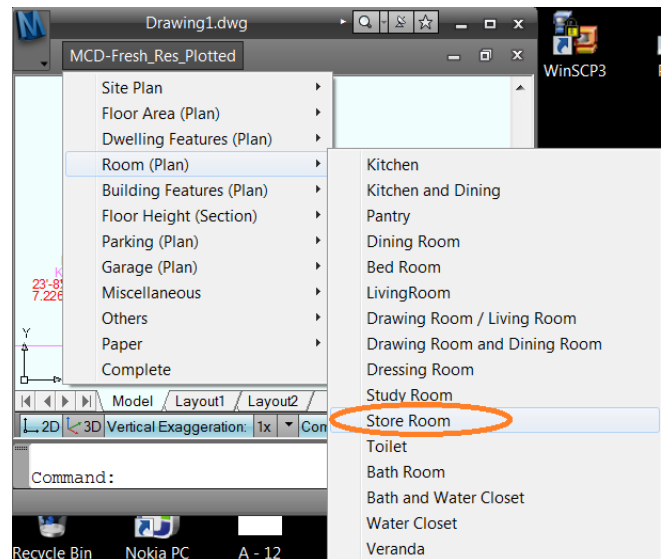 Drawing1.dwg
MCD-Fresh_Res_Plotted
WinSCP3
Site Plan
Floor Area (Plan)
Dwelling Features (Plan)
Room (Plan)
Building Features (Plan)
Floor Height (Section)
Parking (Plan)
Garage (Plan)
Miscellaneous
Others
Paper
Complete
Kitchen
Kitchen and Dining
Pantry
Dining Room
Bed Room
LivingRoom
Drawing Room / Living Room
Drawing Room and Dining Room
Dressing Room
Study Room
Store Room
Toilet
Bath Room
Bath and Water Closet
Water Closet
Veranda
K
23'-8
7.226
Y
Model / Layout1 / Layout2 /
2D 3D Vertical Exaggeration: 1x Con
Command:
Recycle Bin Nokia PC A - 12